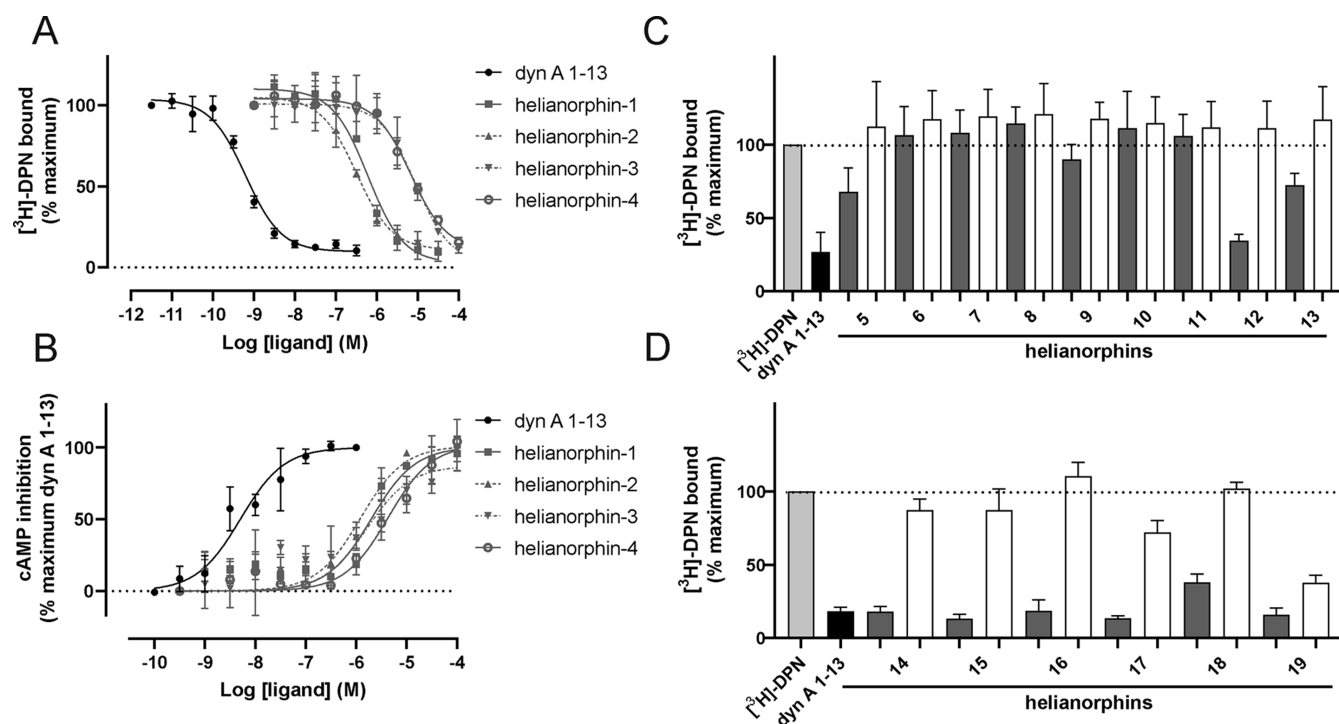 A
[³H]-DPN bound
(% maximum)
100
50
0
-12 -11 -10 -9 -8 -7 -6 -5 -4
Log [ligand] (M)
dyn A 1-13
helianorphin-1
helianorphin-2
helianorphin-3
helianorphin-4
B
cAMP inhibition
(% maximum dyn A 1-13)
100
50
0
-10 -9 -8 -7 -6 -5 -4
Log [ligand] (M)
dyn A 1-13
helianorphin-1
helianorphin-2
helianorphin-3
helianorphin-4
C
[³H]-DPN bound
(% maximum)
100
50
0
[³H]-DPN
dyn A 1-13
5 6 7 8 9 10 11 12 13
helianorphins
D
[³H]-DPN bound
(% maximum)
100
50
0
[³H]-DPN
dyn A 1-13
14 15 16 17 18 19
helianorphins